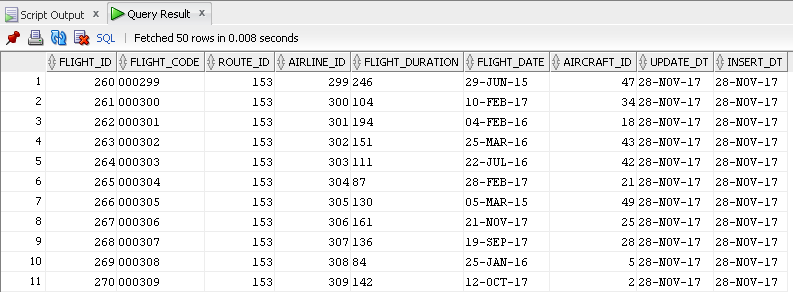 Script Output x Query Result x
SQL | Fetched 50 rows in 0.008 seconds
FLIGHT_ID FLIGHT_CODE ROUTE_ID AIRLINE_ID FLIGHT_DURATION FLIGHT_DATE AIRCRAFT_ID UPDATE_DT INSERT_DT
1 260 000299 153 299 246 29-JUN-15 47 28-NOV-17 28-NOV-17
2 261 000300 153 300 104 10-FEB-17 34 28-NOV-17 28-NOV-17
3 262 000301 153 301 194 04-FEB-16 18 28-NOV-17 28-NOV-17
4 263 000302 153 302 151 25-MAR-16 43 28-NOV-17 28-NOV-17
5 264 000303 153 303 111 22-JUL-16 42 28-NOV-17 28-NOV-17
6 265 000304 153 304 87 28-FEB-17 21 28-NOV-17 28-NOV-17
7 266 000305 153 305 130 05-MAR-15 49 28-NOV-17 28-NOV-17
8 267 000306 153 306 161 21-NOV-17 25 28-NOV-17 28-NOV-17
9 268 000307 153 307 136 19-SEP-17 28 28-NOV-17 28-NOV-17
10 269 000308 153 308 84 25-JAN-16 5 28-NOV-17 28-NOV-17
11 270 000309 153 309 142 12-OCT-17 2 28-NOV-17 28-NOV-17